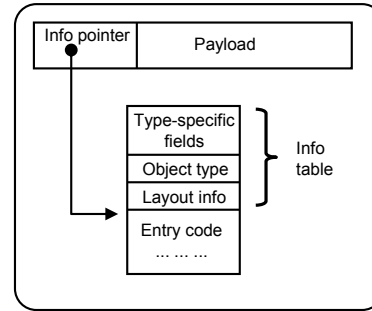 Info pointer
Payload
Type-specific
fields
Object type
Layout info
Entry code
... ... ...
Info
table